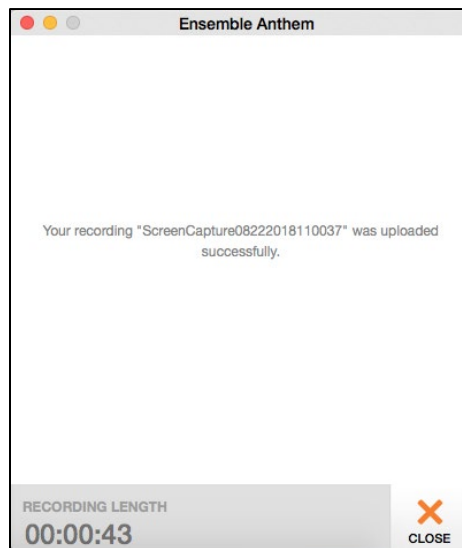 Ensemble Anthem
Your recording "ScreenCapture08222018110037" was uploaded
successfully.
RECORDING LENGTH
00:00:43
CLOSE